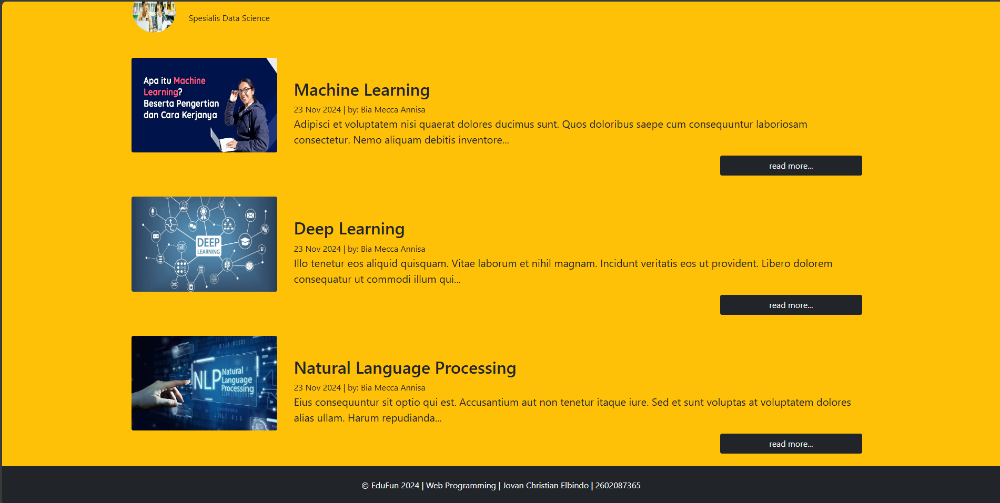 Spesialis Data Science
Apa itu Machine
Learning?
Beserta Pengertian
dan Cara Kerjanya
Machine Learning
23 Nov 2024 | by: Bia Mecca Annisa
Adipisci et voluptatem nisi quaerat dolores ducimus sunt. Quos doloribus saepe cum consequuntur laboriosam
consectetur. Nemo aliquam debitis inventore...
read more...
DEEP
LEARNING
Deep Learning
23 Nov 2024 | by: Bia Mecca Annisa
Illo tenetur eos aliquid quisquam. Vitae laborum et nihil magnam. Incidunt veritatis eos ut provident. Libero dolorem
consequatur ut commodi illum qui...
read more...
NLP Natural
Language
Processing
Natural Language Processing
23 Nov 2024 | by: Bia Mecca Annisa
Eius consequuntur sit optio qui est. Accusantium aut non tenetur itaque iure. Sed et sunt voluptas at voluptatem dolores
alias ullam. Harum repudianda...
read more...
© EduFun 2024 | Web Programming | Jovan Christian Elbindo | 2602087365